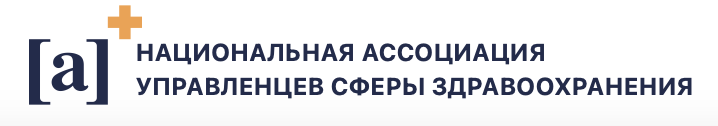 [a]
НАЦИОНАЛЬНАЯ АССОЦИАЦИЯ
УПРАВЛЕНЦЕВ СФЕРЫ ЗДРАВООХРАНЕНИЯ